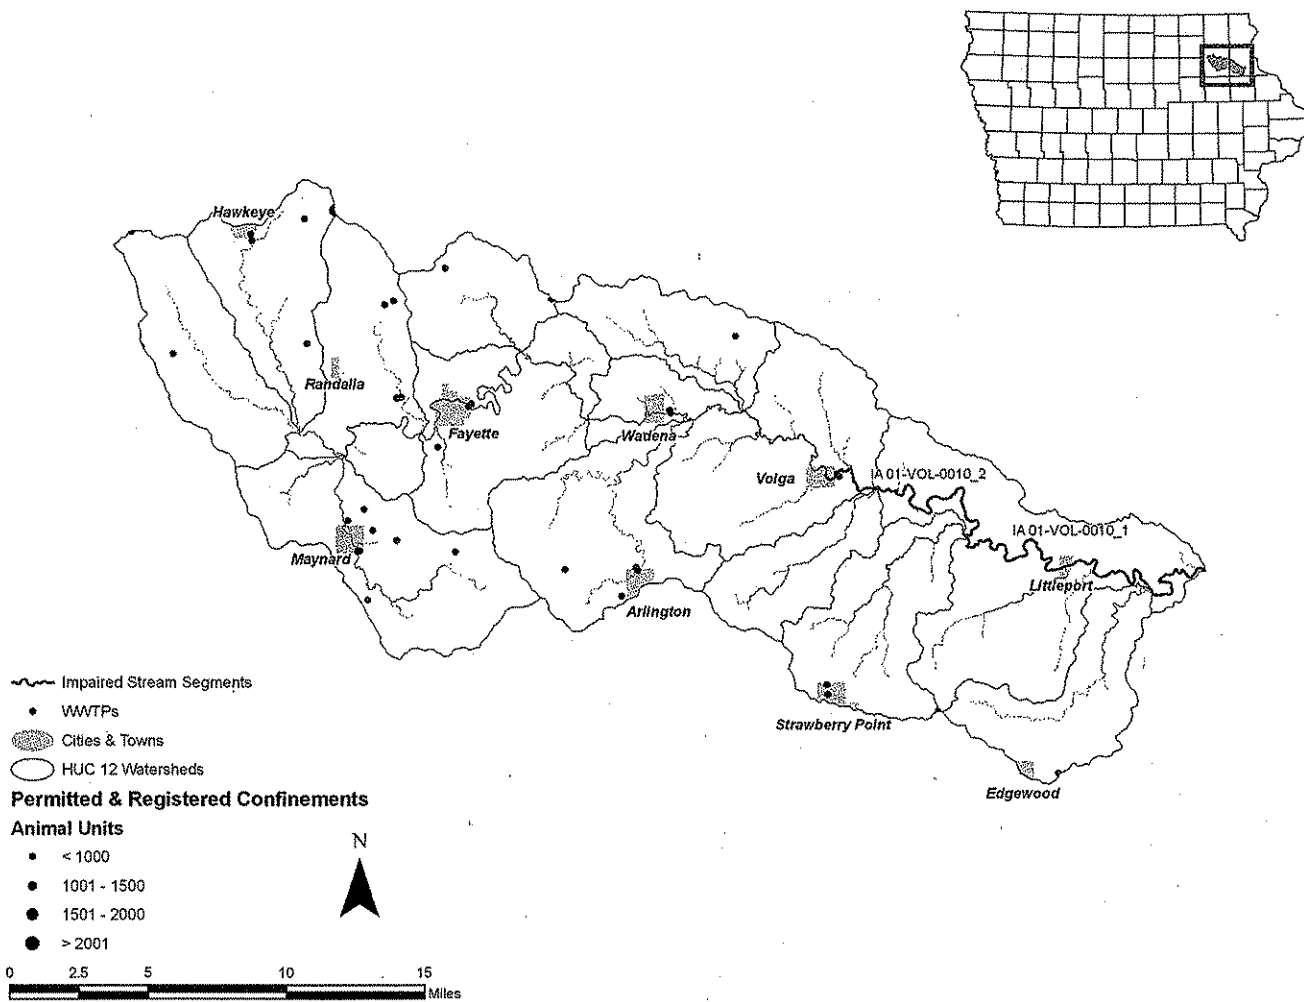 Hawkeye
Randalia
Fayette
Wadena
Volga
IA 01-VOL-0010_2
IA 01-VOL-0010_1
Maynard
Littleport
Arlington
Strawberry Point
Edgewood
Impaired Stream Segments
WWTPs
Cities & Towns
HUC 12 Watersheds
Permitted & Registered Confinements
Animal Units
< 1000
1001 - 1500
1501 - 2000
> 2001
N
0 2.5 5 10 15
Miles